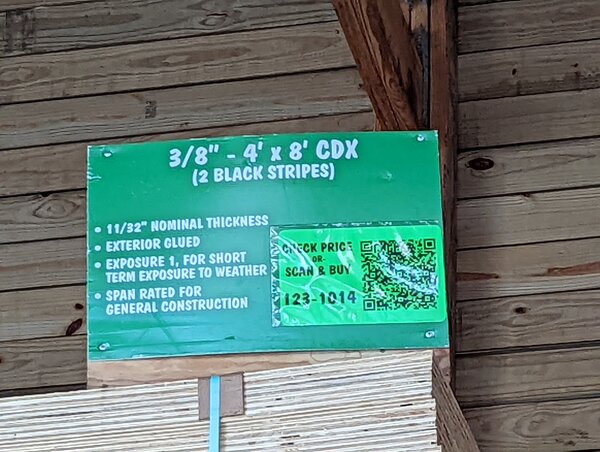 3/8" - 4' x 8' CDX
(2 BLACK STRIPES)
• 11/32" NOMINAL THICKNESS
• EXTERIOR GLUED
• EXPOSURE 1, FOR SHORT
TERM EXPOSURE TO WEATHER
• SPAN RATED FOR
GENERAL CONSTRUCTION
CHECK PRICE
-OR-
SCAN & BUY
123-1014